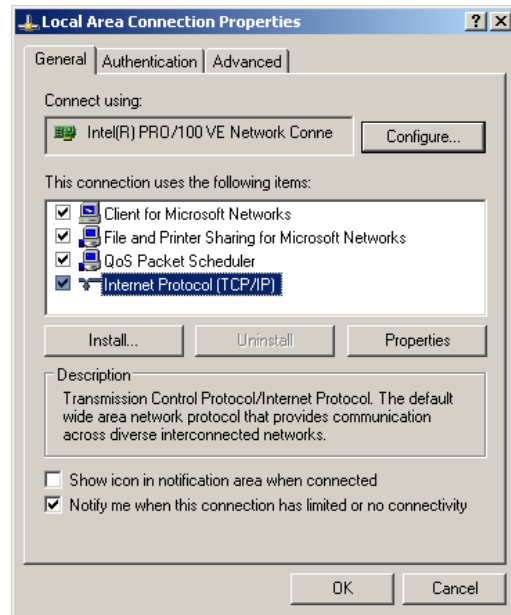 Local Area Connection Properties
General
Authentication
Advanced
Connect using:
Intel(R) PRO/100 VE Network Conne
Configure...
This connection uses the following items:
Client for Microsoft Networks
File and Printer Sharing for Microsoft Networks
QoS Packet Scheduler
Internet Protocol (TCP/IP)
Install...
Uninstall
Properties
Description
Transmission Control Protocol/Internet Protocol. The default
wide area network protocol that provides communication
across diverse interconnected networks.
Show icon in notification area when connected
Notify me when this connection has limited or no connectivity
OK
Cancel